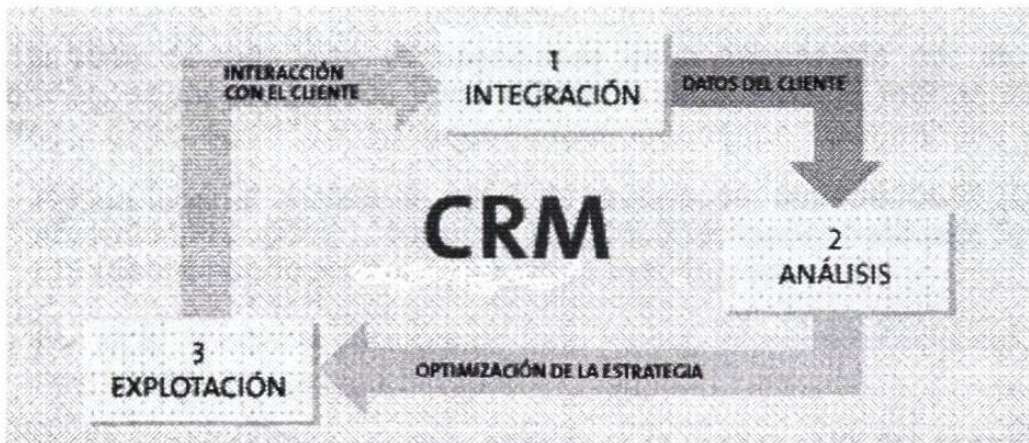 INTERACCIÓN
CON EL CLIENTE
1
INTEGRACIÓN
DATOS DEL CLIENTE
CRM
2
ANÁLISIS
3
EXPLOTACIÓN
OPTIMIZACIÓN DE LA ESTRATEGIA